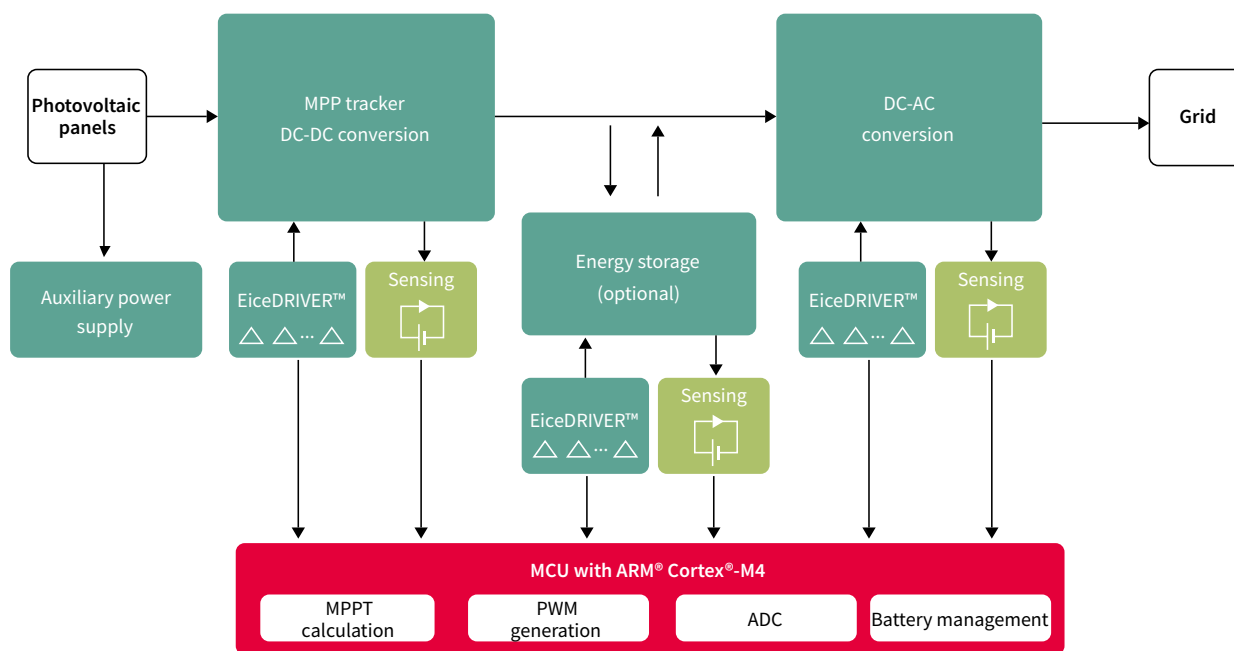 Photovoltaic
panels
MPP tracker
DC-DC conversion
DC-AC
conversion
Grid
Auxiliary power
supply
EiceDRIVER™
...
Sensing
Energy storage
(optional)
EiceDRIVER™
...
Sensing
EiceDRIVER™
...
Sensing
MCU with ARM® Cortex®-M4
MPPT
calculation
PWM
generation
ADC
Battery management